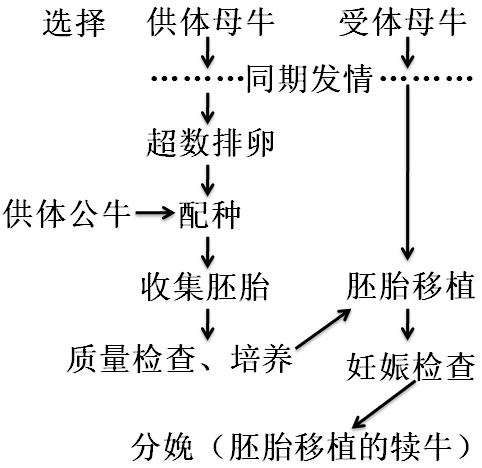 选择 供体母牛 受体母牛
………同期发情………
超数排卵
供体公牛 配种
收集胚胎 胚胎移植
质量检查、培养 妊娠检查
分娩（胚胎移植的犊牛）